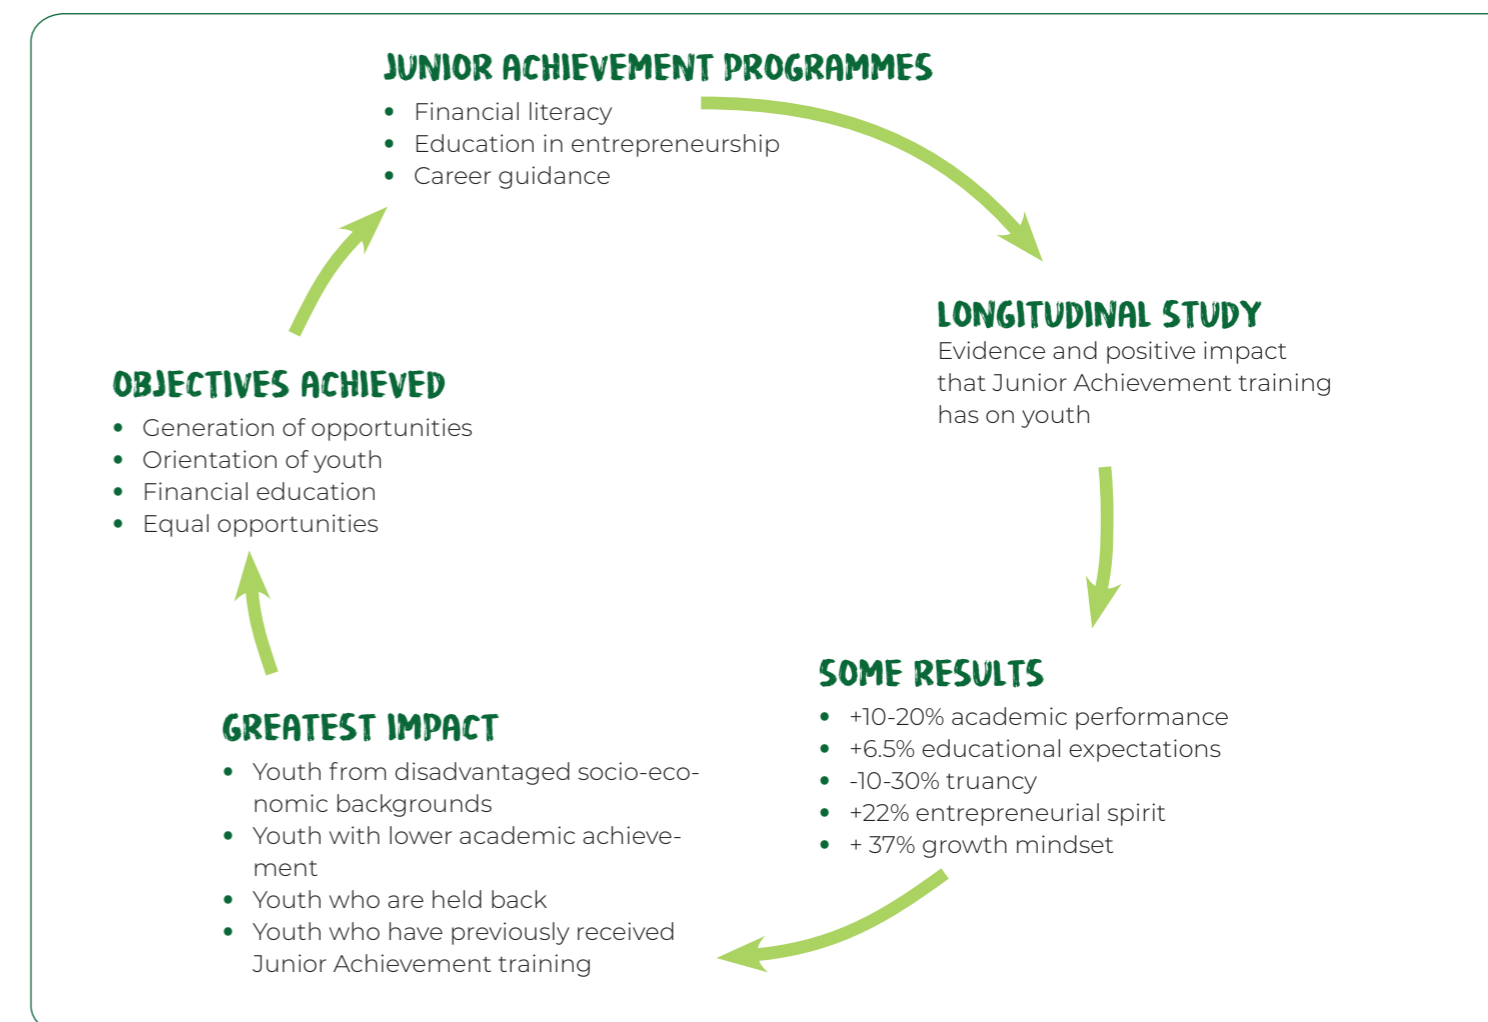 JUNIOR ACHIEVEMENT PROGRAMMES
• Financial literacy
• Education in entrepreneurship
• Career guidance
LONGITUDINAL STUDY
Evidence and positive impact
that Junior Achievement training
has on youth
SOME RESULTS
• +10-20% academic performance
• +6.5% educational expectations
• -10-30% truancy
• +22% entrepreneurial spirit
• + 37% growth mindset
GREATEST IMPACT
• Youth from disadvantaged socio-eco-
nomic backgrounds
• Youth with lower academic achieve-
ment
• Youth who are held back
• Youth who have previously received
Junior Achievement training
OBJECTIVES ACHIEVED
• Generation of opportunities
• Orientation of youth
• Financial education
• Equal opportunities